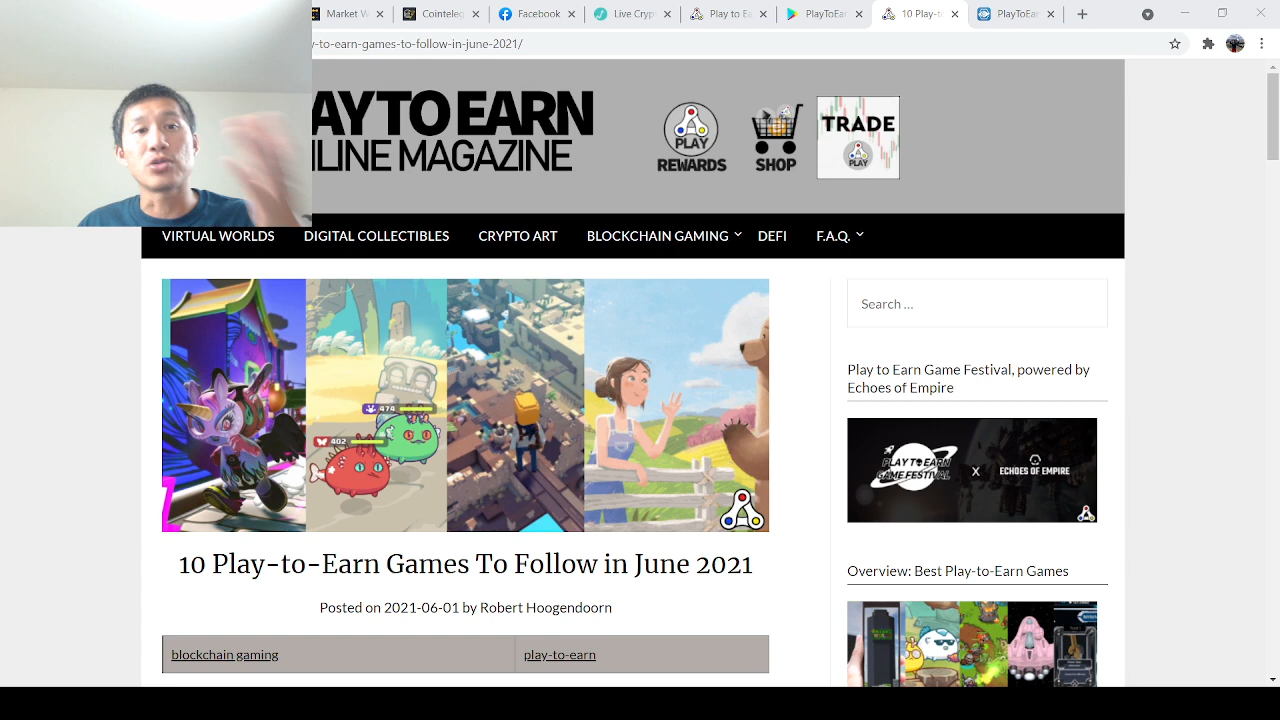 Market W
Cointeleg
Facebook
Live Cryp
Play to Ea
PlayToEar
10 Play-t
PlayToEar
-to-earn-games-to-follow-in-june-2021/
AY TO EARN
NLINE MAGAZINE
PLAY
REWARDS
SHOP
TRADE
PLAY
VIRTUAL WORLDS
DIGITAL COLLECTIBLES
CRYPTO ART
BLOCKCHAIN GAMING
DEFI
F.A.Q.
474
402
Search ...
Play to Earn Game Festival, powered by
Echoes of Empire
PLAY TO EARN
GAME FESTIVAL
X
ECHOES OF EMPIRE
10 Play-to-Earn Games To Follow in June 2021
Posted on 2021-06-01 by Robert Hoogendoorn
Overview: Best Play-to-Earn Games
blockchain gaming
play-to-earn